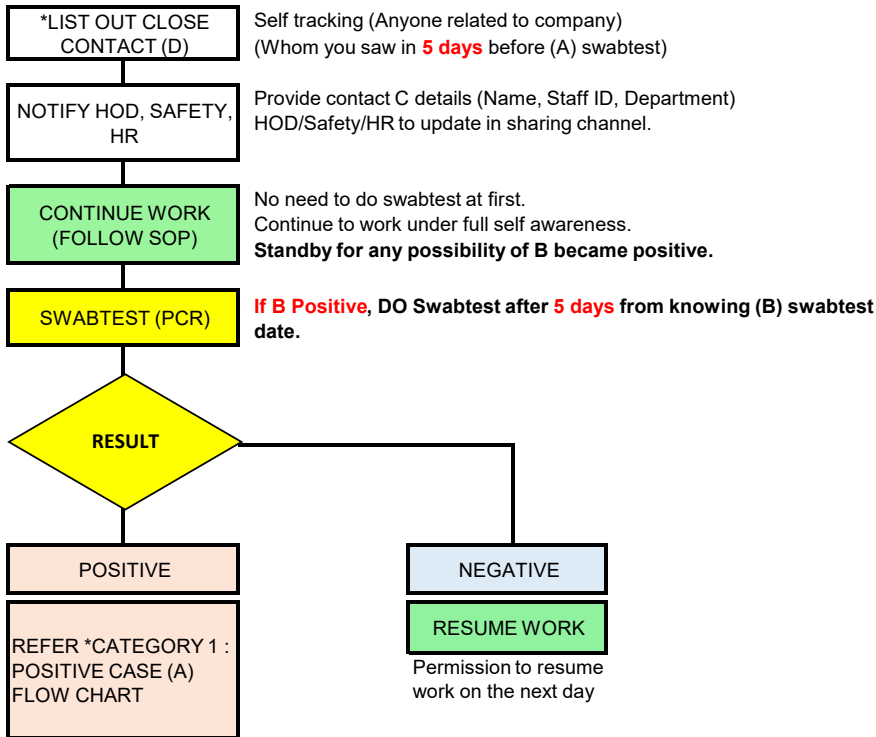 *LIST OUT CLOSE
CONTACT (D)
Self tracking (Anyone related to company)
(Whom you saw in 5 days before (A) swabtest)
NOTIFY HOD, SAFETY,
HR
Provide contact C details (Name, Staff ID, Department)
HOD/Safety/HR to update in sharing channel.
CONTINUE WORK
(FOLLOW SOP)
No need to do swabtest at first.
Continue to work under full self awareness.
Standby for any possibility of B became positive.
SWABTEST (PCR)
If B Positive, DO Swabtest after 5 days from knowing (B) swabtest
date.
RESULT
POSITIVE
NEGATIVE
REFER *CATEGORY 1 :
POSITIVE CASE (A)
FLOW CHART
RESUME WORK
Permission to resume
work on the next day